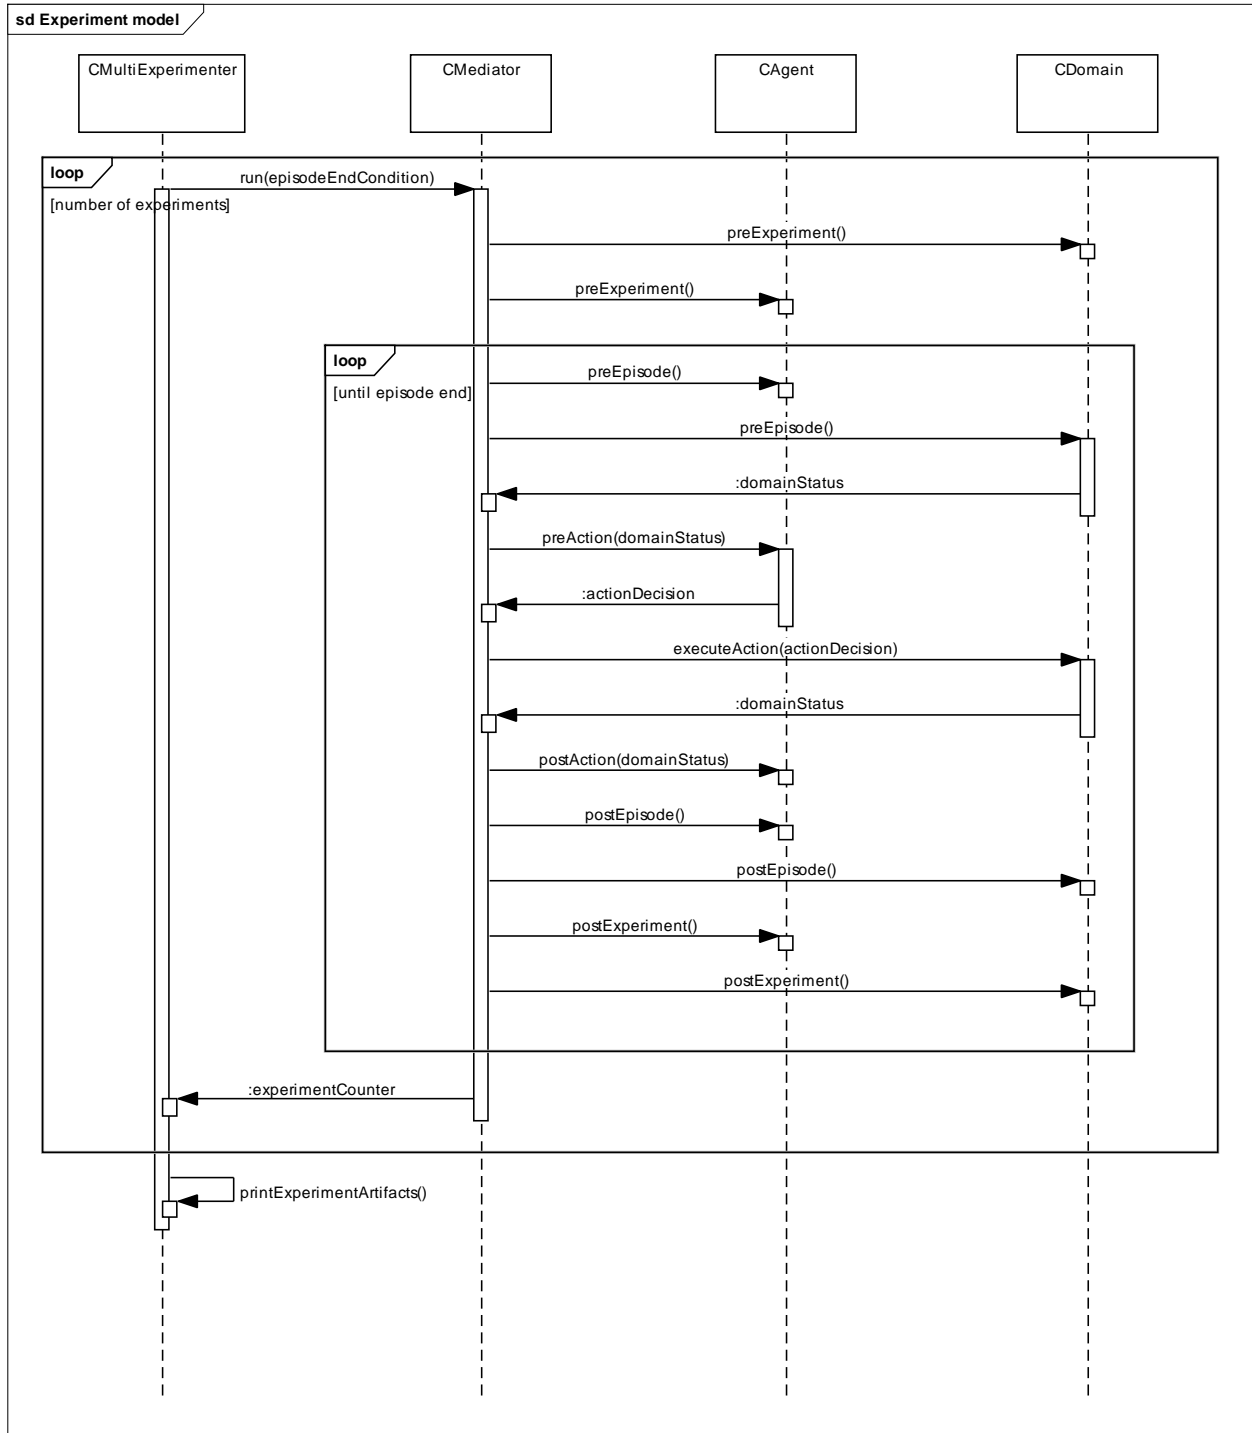 sd Experiment model
CMultiExperimenter
CMediator
CAgent
CDomain
loop
run(episodeEndCondition)
[number of experiments]
preExperiment()
preExperiment()
loop
preEpisode()
[until episode end]
preEpisode()
:domainStatus
preAction(domainStatus)
:actionDecision
executeAction(actionDecision)
:domainStatus
postAction(domainStatus)
postEpisode()
postEpisode()
postExperiment()
postExperiment()
:experimentCounter
printExperimentArtifacts()